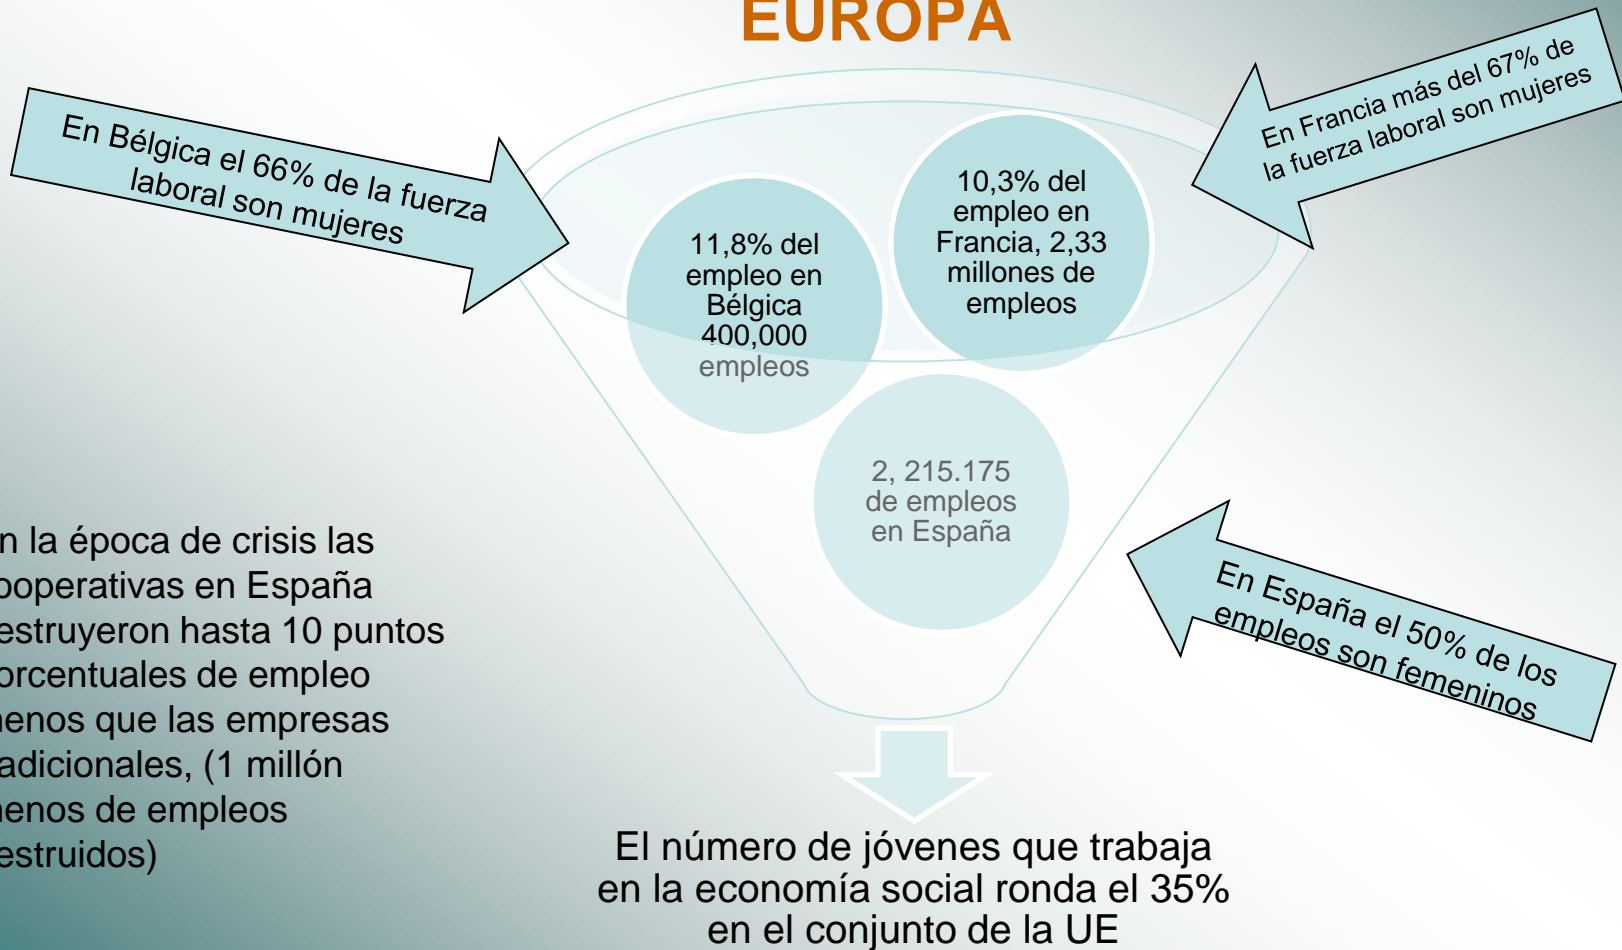 EUROPA
En Bélgica el 66% de la fuerza
laboral son mujeres
En Francia más del 67% de
la fuerza laboral son mujeres
11,8% del
empleo en
Bélgica
400,000
empleos
10,3% del
empleo en
Francia, 2,33
millones de
empleos
2, 215.175
de empleos
en España
En España el 50% de los
empleos son femeninos
n la época de crisis las
ooperativas en España
estruyeron hasta 10 puntos
orcentuales de empleo
enos que las empresas
adicionales, (1 millón
enos de empleos
estruidos)
El número de jóvenes que trabaja
en la economía social ronda el 35%
en el conjunto de la UE